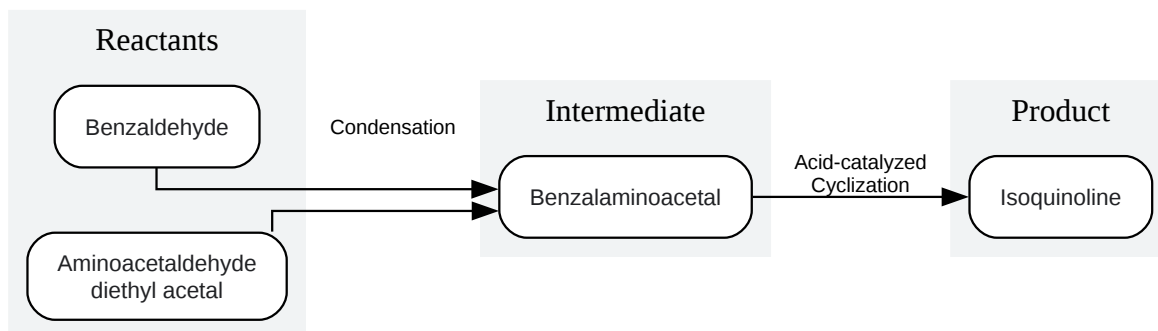 Reactants
Benzaldehyde
Aminoacetaldehyde
diethyl acetal
Condensation
Intermediate
Benzalaminoacetal
Acid-catalyzed
Cyclization
Product
Isoquinoline